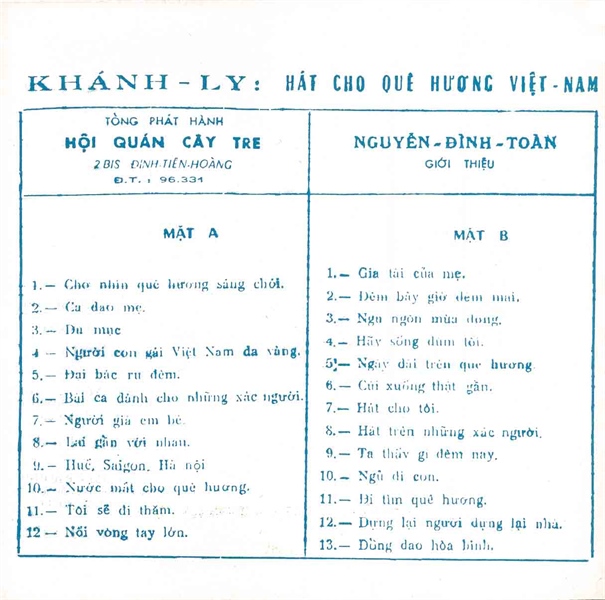 KHÁNH - LY: HÁT CHO QUÊ HƯƠNG VIỆT - NAM
TỔNG PHÁT HÀNH
HỘI QUÁN CÂY TRE
2 BIS ĐINH-TIÊN-HOÀNG
Đ.T. : 96.331
NGUYỄN - ĐÌNH - TOÀN
GIỚI THIỆU
MẶT A
1.— Chờ nhìn quê hương sáng chói.
2.— Ca dao mẹ.
3.— Du mục
4 — Người con gái Việt Nam da vàng.
5.— Đại bác ru đêm.
6.— Bài ca dành cho những xác người.
7.— Người già em bé.
8.— Lại gần với nhau.
9.— Huế, Saigon, Hà nội
10.— Nước mắt cho quê hương.
11.— Tôi sẽ đi thăm.
12 — Nối vòng tay lớn.
MẶT B
1.— Gia tài của mẹ.
2.— Đêm bây giờ đêm mai.
3.— Ngụ ngôn mùa đông.
4.— Hãy sống dùm tôi.
5.— Ngày dài trên quê hương.
6.— Cúi xuống thật gần.
7.— Hát cho tôi.
8.— Hát trên những xác người.
9.— Ta thấy gì đêm nay.
10.— Ngủ đi con.
11.— Đi tìm quê hương.
12.— Dựng lại người dựng lại nhà.
13.— Đồng dao hòa bình.